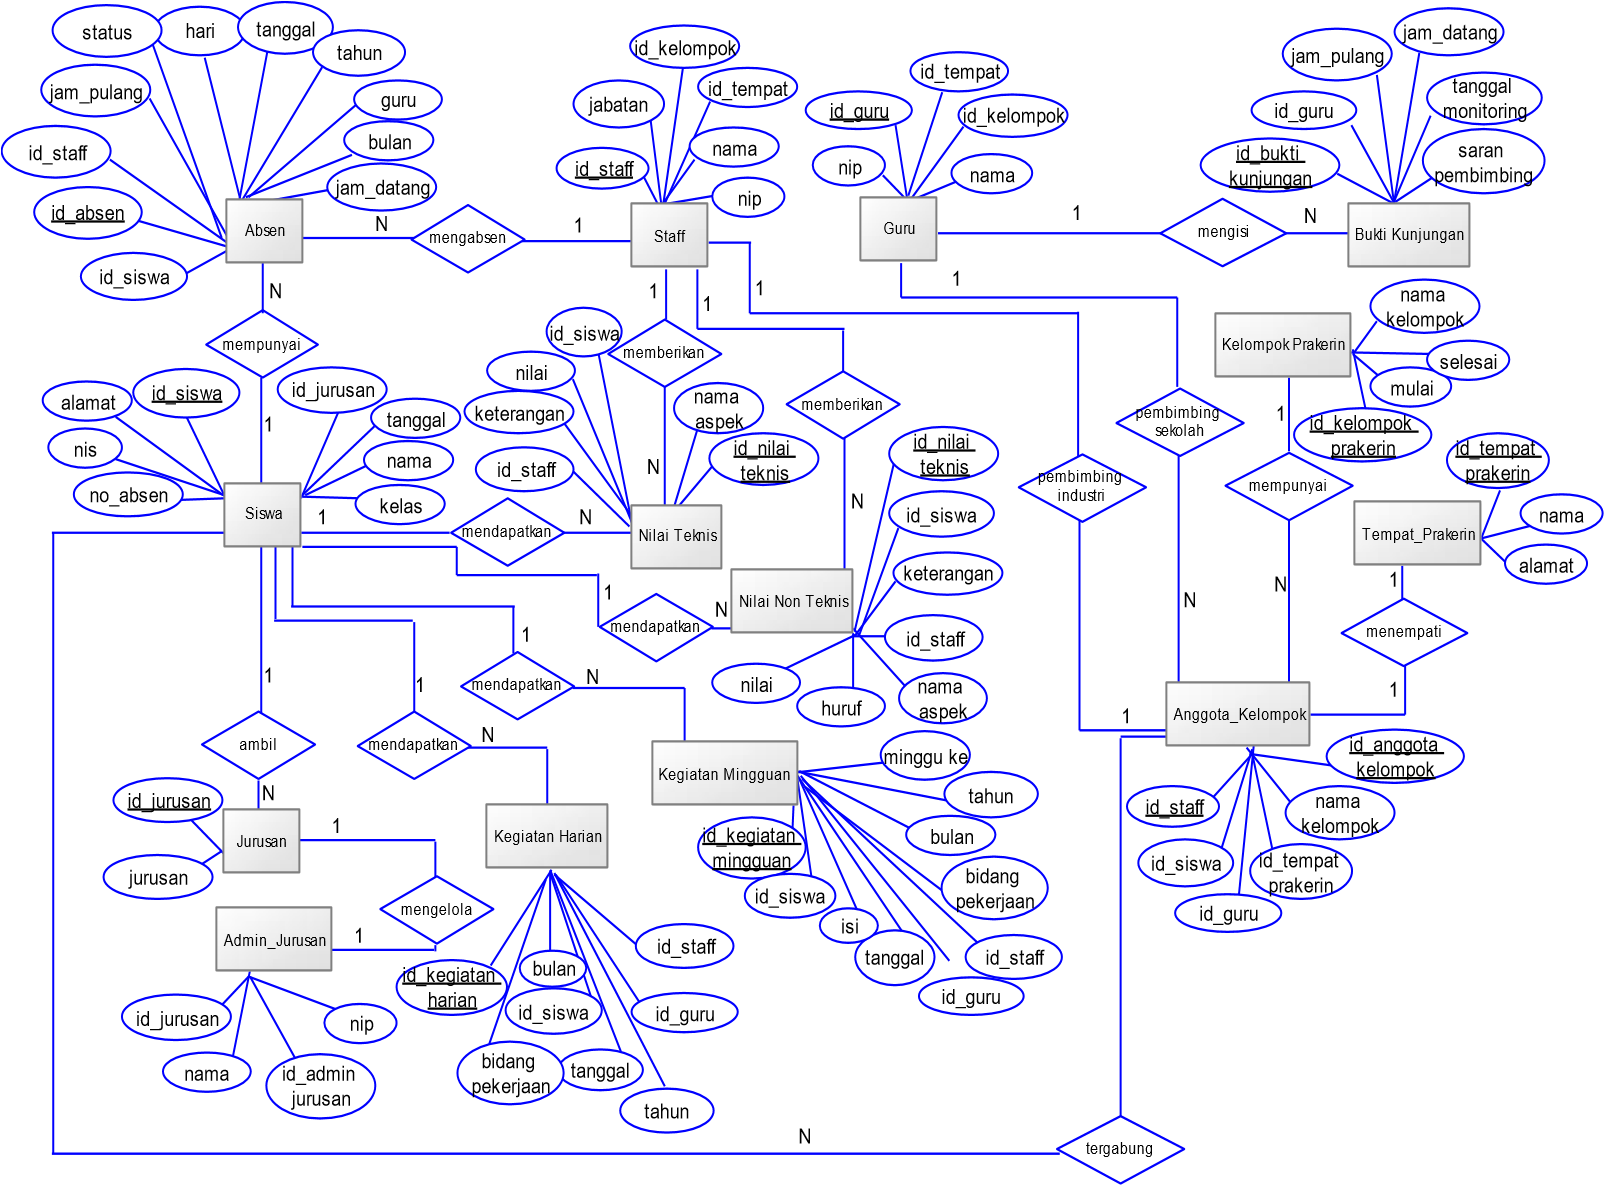 status
hari
tanggal
tahun
jam_pulang
guru
id_staff
bulan
id_absen
jam_datang
id_siswa
Absen
N
mengabsen
1
id_kelompok
jabatan
id_tempat
id_staff
nama
nip
Staff
id_tempat
id_guru
id_kelompok
nip
nama
Guru
1
mengisi
N
jam_datang
jam_pulang
tanggal
monitoring
id_guru
id_bukti
kunjungan
saran
pembimbing
Bukti Kunjungan
N
mempunyai
1
1
memberikan
N
1
memberikan
N
1
pembimbing
industri
1
1
pembimbing
sekolah
N
nama
kelompok
Kelompok Prakerin
selesai
mulai
id_kelompok
prakerin
1
mempunyai
N
id_tempat
prakerin
nama
alamat
Tempat_Prakerin
1
menempati
1
alamat
id_siswa
id_jurusan
tanggal
nis
nama
no_absen
kelas
Siswa
1
mendapatkan
N
id_siswa
nilai
keterangan
nama
aspek
id_staff
id_nilai
teknis
Nilai Teknis
1
mendapatkan
N
id_nilai
teknis
id_siswa
keterangan
id_staff
nama
aspek
nilai
huruf
Nilai Non Teknis
1
mendapatkan
N
1
mendapatkan
N
1
ambil
N
id_jurusan
jurusan
Jurusan
1
mengelola
1
Admin_Jurusan
id_jurusan
nip
nama
id_admin
jurusan
Kegiatan Harian
id_kegiatan
harian
bulan
id_siswa
id_staff
id_guru
bidang
pekerjaan
tanggal
tahun
Kegiatan Mingguan
minggu ke
tahun
bulan
id_kegiatan
mingguan
bidang
pekerjaan
id_siswa
isi
tanggal
id_staff
id_guru
Anggota_Kelompok
id_anggota
kelompok
id_staff
nama
kelompok
id_siswa
id_tempat
prakerin
id_guru
N
tergabung